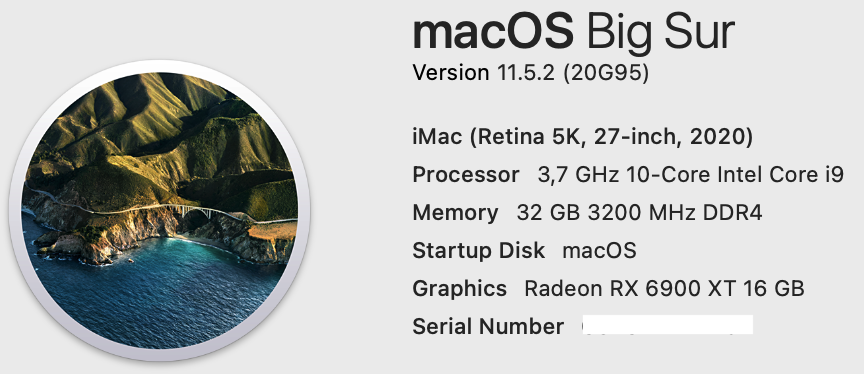 macOS Big Sur
Version 11.5.2 (20G95)
iMac (Retina 5K, 27-inch, 2020)
Processor 3,7 GHz 10-Core Intel Core i9
Memory 32 GB 3200 MHz DDR4
Startup Disk macOS
Graphics Radeon RX 6900 XT 16 GB
Serial Number